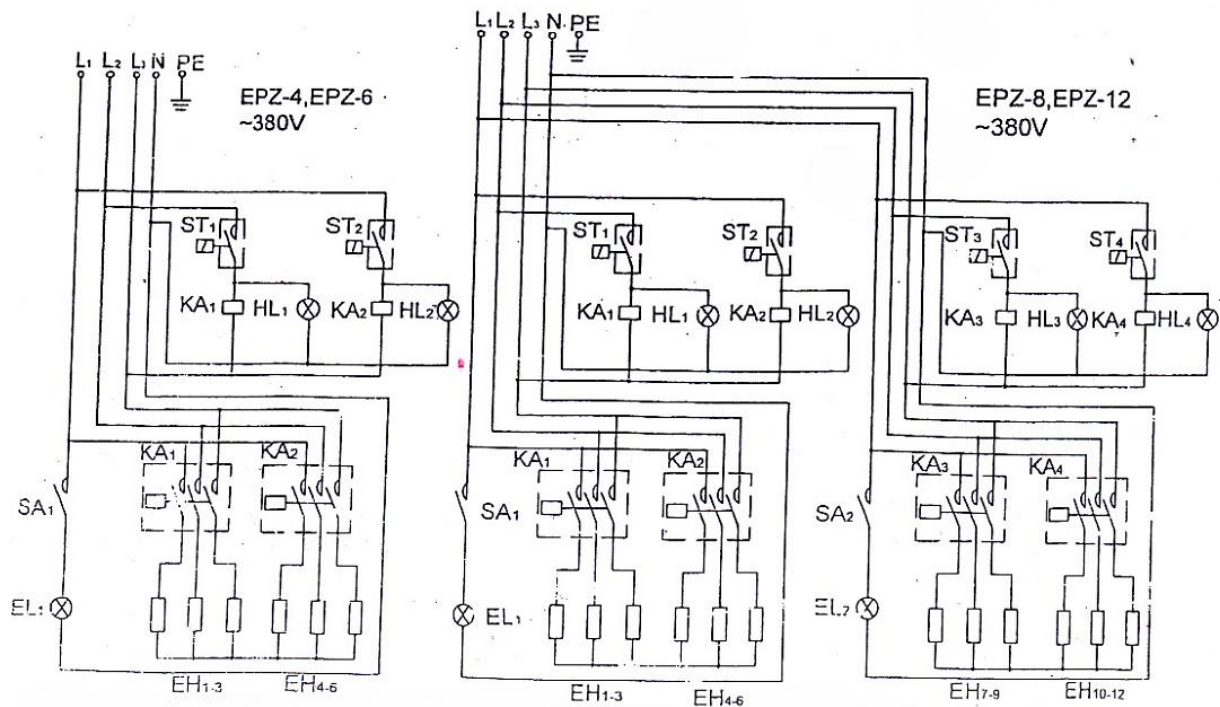 L₁ L₂ L₃ N PE
EPZ-4,EPZ-6
~380V
ST₁
ST₂
KA₁
HL₁
KA₂
HL₂
KA₁
KA₂
SA₁
EL₁
EH₁₋₃
EH₄₋₆
L₁ L₂ L₃ N PE
EPZ-8,EPZ-12
~380V
ST₁
ST₂
ST₃
ST₄
KA₁
HL₁
KA₂
HL₂
KA₃
HL₃
KA₄
HL₄
KA₁
KA₂
KA₃
KA₄
SA₁
SA₂
EL₁
EL₂
EH₁₋₃
EH₄₋₆
EH₇₋₉
EH₁₀₋₁₂